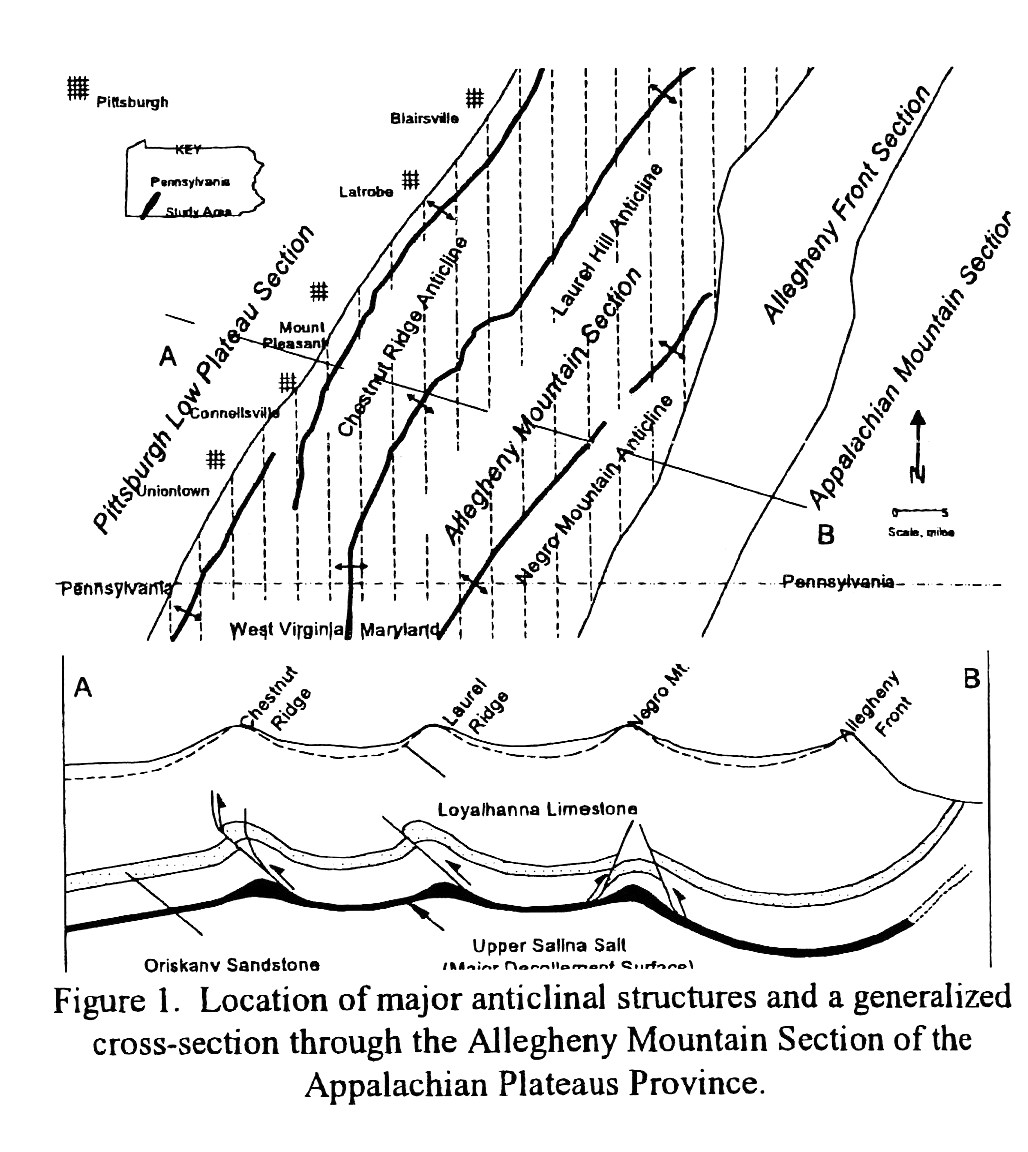 Pittsburgh
Blairsville
KEY
Pennsylvania
Study Area
Latrobe
Pittsburgh Low Plateau Section
Chestnut Ridge Anticline
Laurel Hill Anticline
Allegheny Mountain Section
Negro Mountain Anticline
Allegheny Front Section
Appalachian Mountain Section
A
Mount
Pleasant
Connellsville
Uniontown
N
0 5
Scale, miles
B
Pennsylvania
Pennsylvania
West Virginia
Maryland
A
Chestnut
Ridge
Laurel
Ridge
Negro Mt.
Allegheny
Front
B
Loyalhanna Limestone
Upper Salina Salt
(Major Decollement Surface)
Oriskany Sandstone
Figure 1. Location of major anticlinal structures and a generalized
cross-section through the Allegheny Mountain Section of the
Appalachian Plateaus Province.